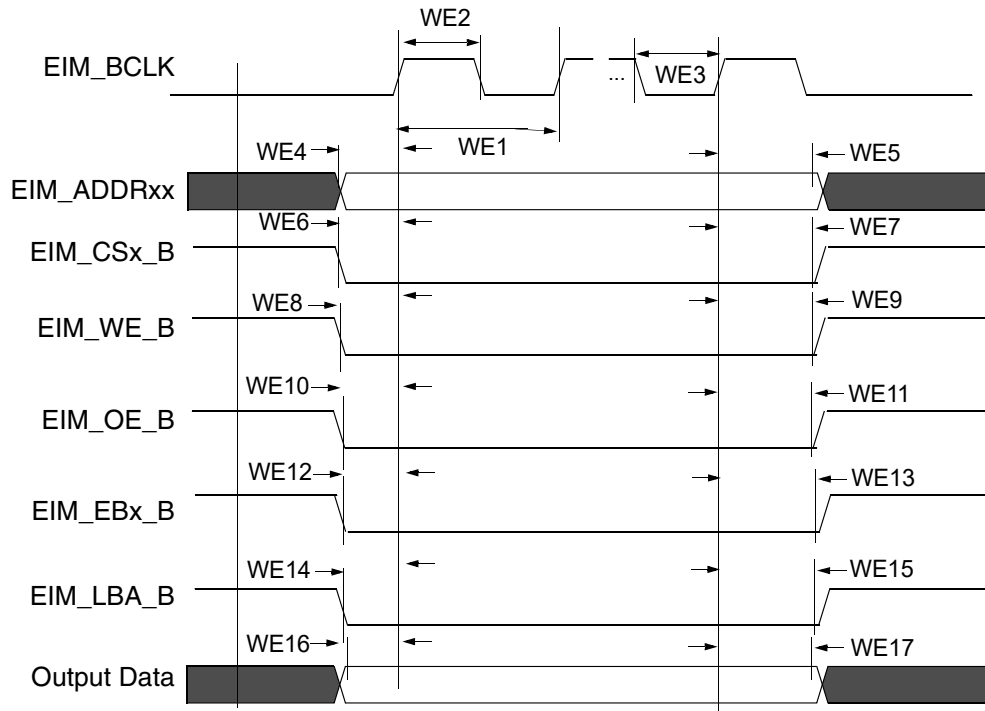 WE2
EIM_BCLK
...
WE3
WE1
WE4
WE5
EIM_ADDRxx
WE6
WE7
EIM_CSx_B
WE8
WE9
EIM_WE_B
WE10
WE11
EIM_OE_B
WE12
WE13
EIM_EBx_B
WE14
WE15
EIM_LBA_B
WE16
WE17
Output Data